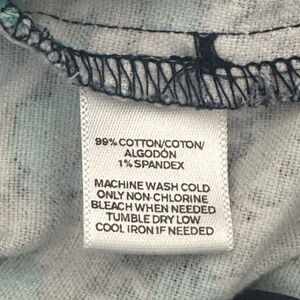 99% COTTON/COTON/
ALGODÓN
1% SPANDEX
MACHINE WASH COLD
ONLY NON-CHLORINE
BLEACH WHEN NEEDED
TUMBLE DRY LOW
COOL IRON IF NEEDED